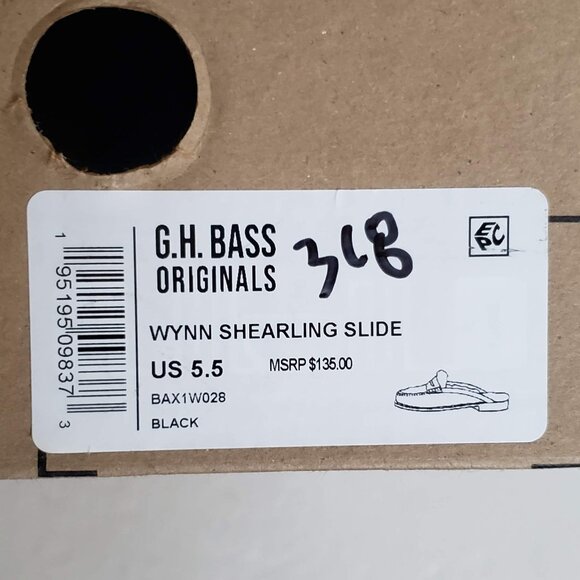 G.H. BASS
ORIGINALS
318
EPC
WYNN SHEARLING SLIDE
US 5.5
MSRP $135.00
BAX1W028
BLACK
1 95195 09837 3